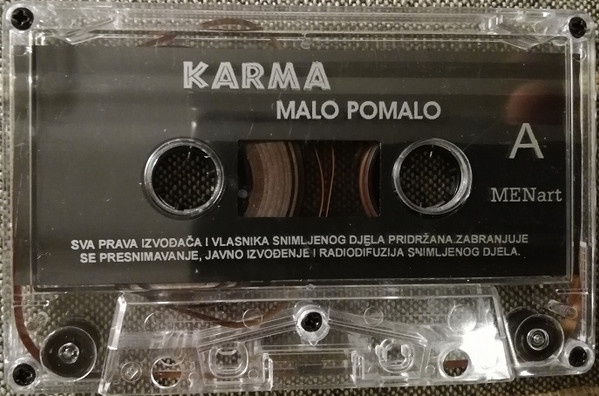 KARMA
MALO POMALO
A
MENart
SVA PRAVA IZVOĐAČA I VLASNIKA SNIMLJENOG DJELA PRIDRŽANA.ZABRANJUJE
SE PRESNIMAVANJE, JAVNO IZVOĐENJE I RADIODIFUZIJA SNIMLJENOG DJELA.